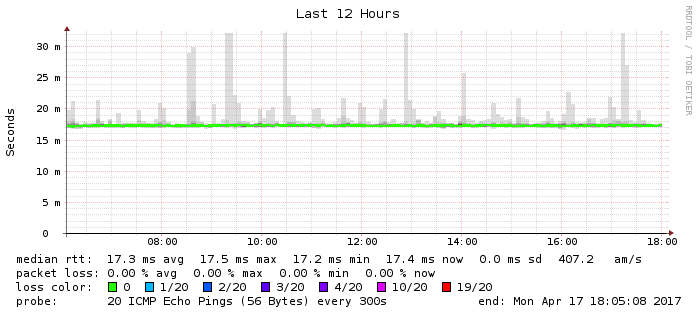 Last 12 Hours
RRDTOOL / TOBI OETIKER
Seconds
30 m
25 m
20 m
15 m
10 m
5 m
0
08:00 10:00 12:00 14:00 16:00 18:00
median rtt: 17.3 ms avg 17.5 ms max 17.2 ms min 17.4 ms now 0.0 ms sd 407.2 am/s
packet loss: 0.00 % avg 0.00 % max 0.00 % min 0.00 % now
loss color: 0 1/20 2/20 3/20 4/20 10/20 19/20
probe: 20 ICMP Echo Pings (56 Bytes) every 300s end: Mon Apr 17 18:05:08 2017